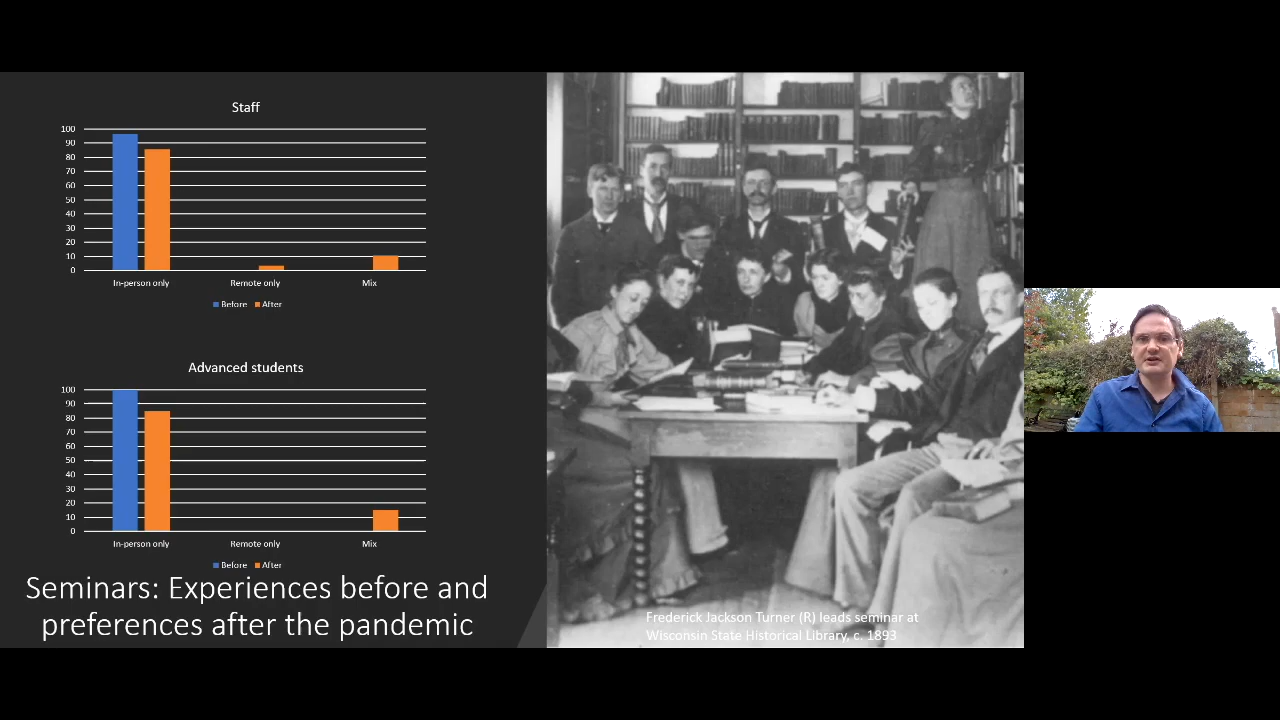 Staff
100
90
80
70
60
50
40
30
20
10
0
In-person only
Remote only
Mix
Before
After
Advanced students
100
90
80
70
60
50
40
30
20
10
0
In-person only
Remote only
Mix
Before
After
Seminars: Experiences before and
preferences after the pandemic
Frederick Jackson Turner (R) leads seminar at
Wisconsin State Historical Library, c. 1893